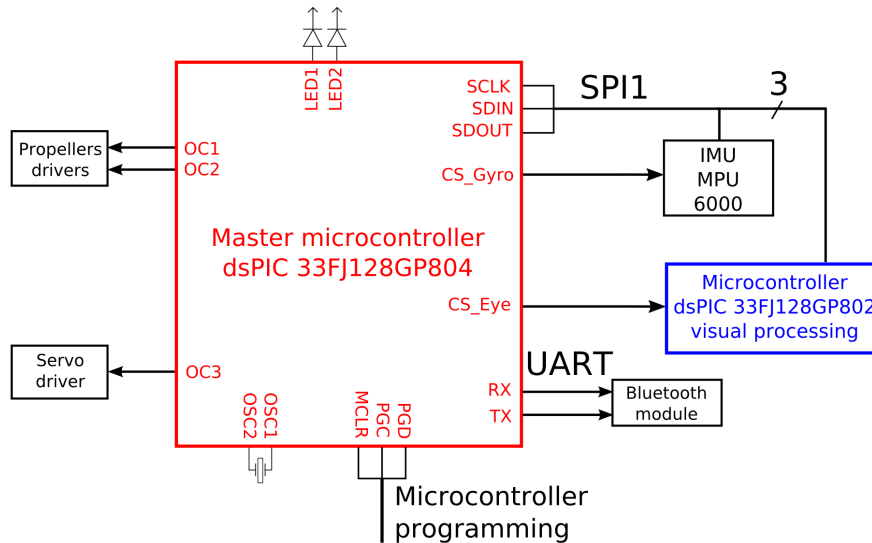 LED1
LED2
SCLK
SDIN
SDOUT
SPI1
3
Propellers
drivers
OC1
OC2
CS_Gyro
IMU
MPU
6000
Master microcontroller
dsPIC 33FJ128GP804
CS_Eye
Microcontroller
dsPIC 33FJ128GP802
visual processing
Servo
driver
OC3
UART
RX
TX
Bluetooth
module
OSC2
OSC1
MCLR
PGC
PGD
Microcontroller
programming